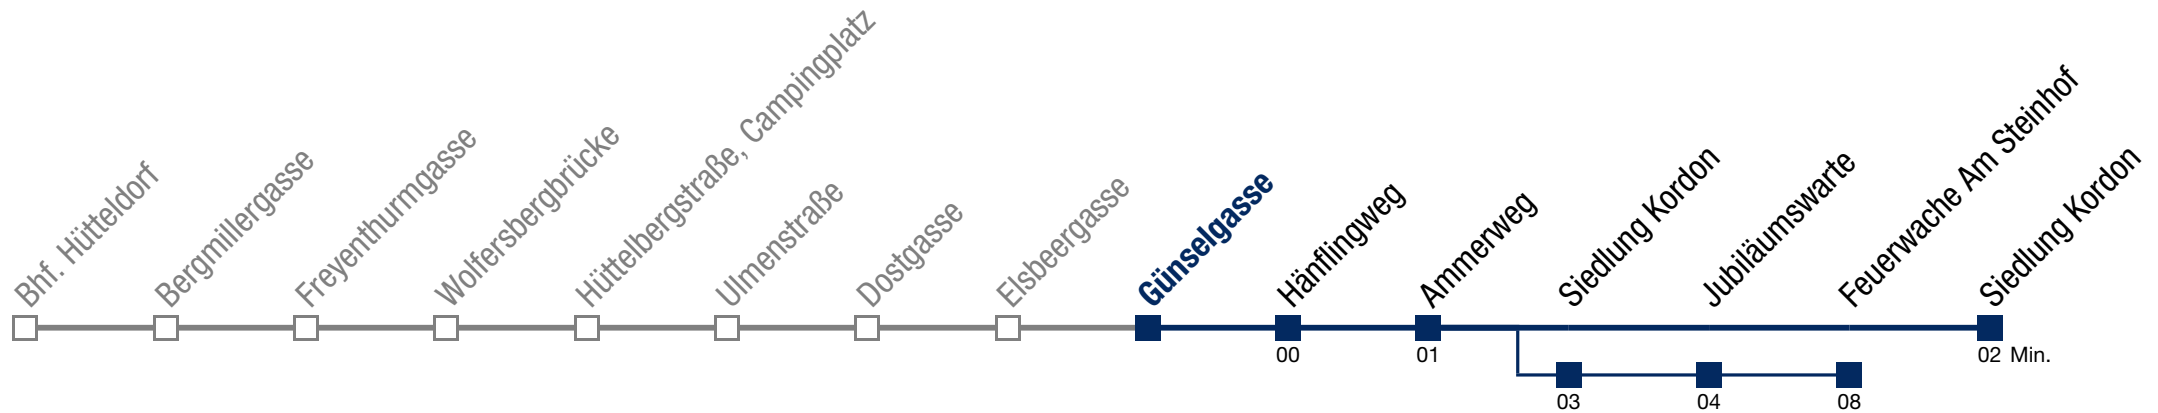 Bhf. Hütteldorf
Bergmillergasse
Freyenthurmgasse
Wolfersbergbrücke
Hüttelbergstraße, Campingplatz
Ulmenstraße
Dostgasse
Elsbeergasse
Günselgasse
Hänflingweg
Ammerweg
Siedlung Kordon
Jubiläumswarte
Feuerwache Am Steinhof
Siedlung Kordon
00
01
02 Min.
03
04
08